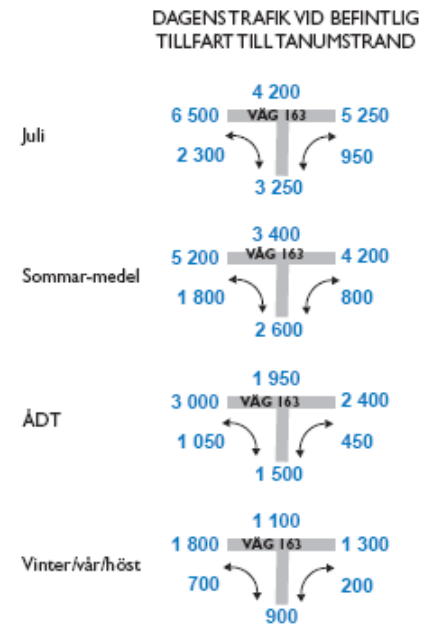 DAGENS TRAFIK VID BEFINTLIG
TILLFART TILL TANUMSTRAND
4 200
6 500 VÄG 163 5 250
Juli
2 300 950
3 250
3 400
5 200 VÄG 163 4 200
Sommar-medel
1 800 800
2 600
1 950
3 000 VÄG 163 2 400
ÅDT
1 050 450
1 500
1 100
1 800 VÄG 163 1 300
Vinter/vår/höst
700 200
900